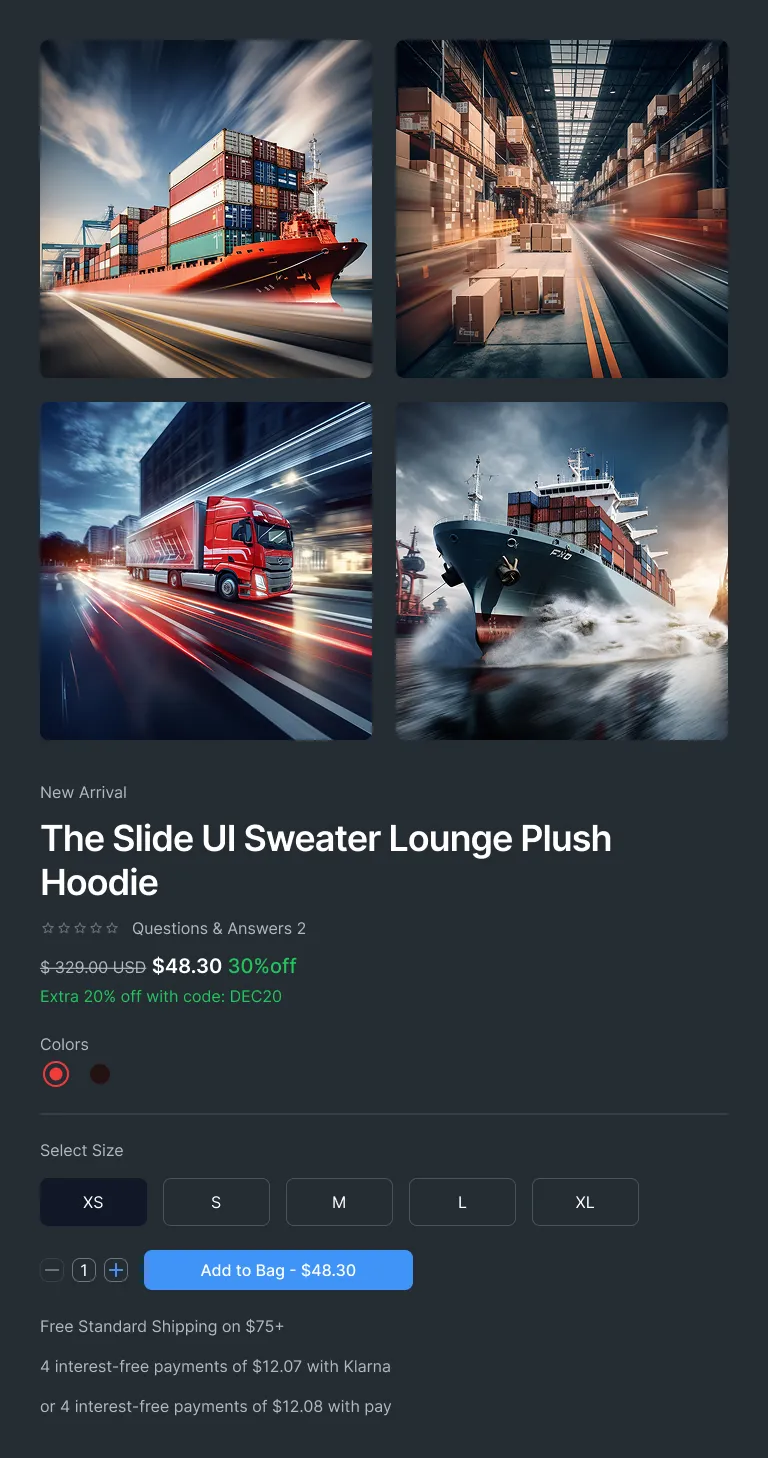 FNO
New Arrival
The Slide UI Sweater Lounge Plush
Hoodie
Questions & Answers 2
$ 329.00 USD $48.30 30%off
Extra 20% off with code: DEC20
Colors
Select Size
XS S M L XL
1 Add to Bag - $48.30
Free Standard Shipping on $75+
4 interest-free payments of $12.07 with Klarna
or 4 interest-free payments of $12.08 with pay